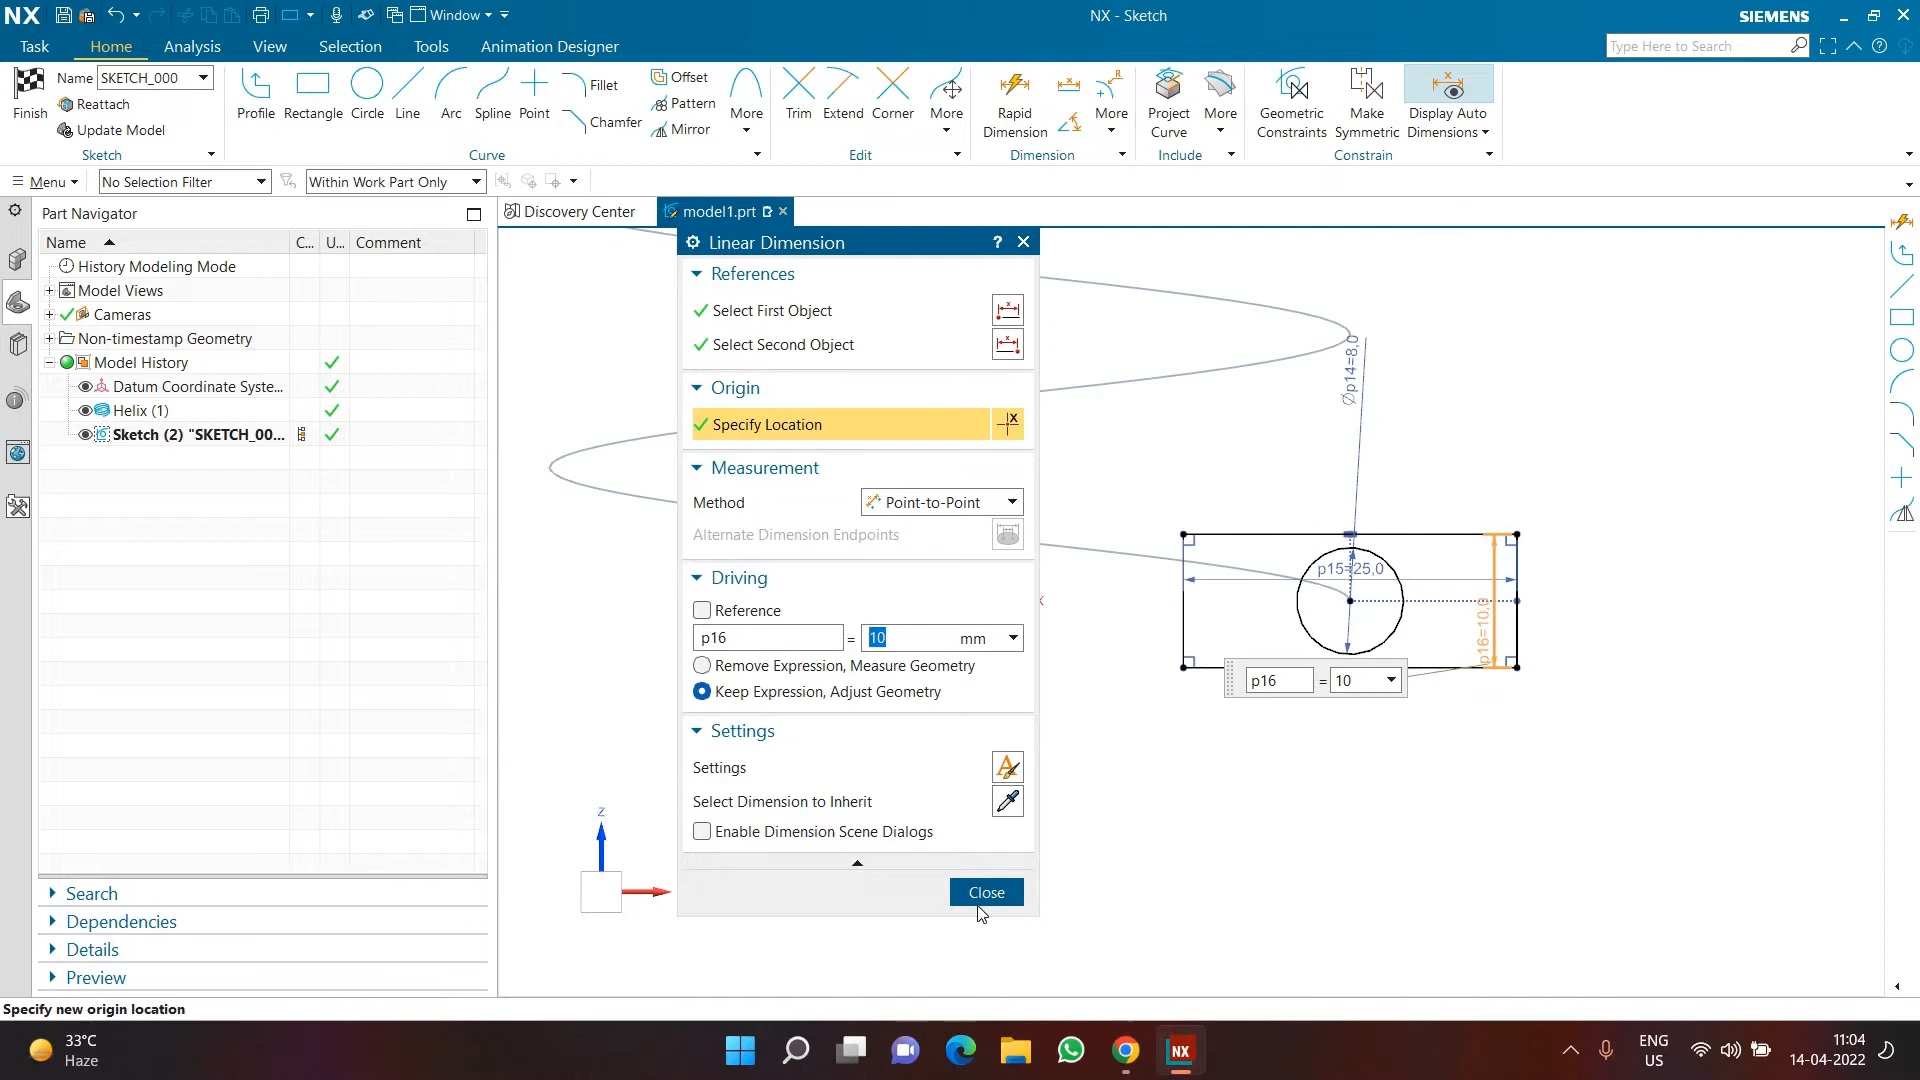 NX
Window
NX - Sketch
SIEMENS
Task
Home
Analysis
View
Selection
Tools
Animation Designer
Type Here to Search
Finish
Name SKETCH_000
Reattach
Update Model
Sketch
Profile
Rectangle
Circle
Line
Arc
Spline
Point
Fillet
Chamfer
Offset
Pattern
Mirror
More
Curve
Trim
Extend
Corner
More
Edit
Rapid
Dimension
More
Dimension
Project
Curve
More
Include
Geometric
Constraints
Make
Symmetric
Display Auto
Dimensions
Constrain
Menu
No Selection Filter
Within Work Part Only
Part Navigator
Discovery Center
model1.prt
Name
C...
U...
Comment
History Modeling Mode
Model Views
Cameras
Non-timestamp Geometry
Model History
Datum Coordinate Syste...
Helix (1)
Sketch (2) "SKETCH_00...
Search
Dependencies
Details
Preview
Linear Dimension
References
Select First Object
Select Second Object
Origin
Specify Location
Measurement
Method Point-to-Point
Alternate Dimension Endpoints
Driving
Reference
p16 = 10 mm
Remove Expression, Measure Geometry
Keep Expression, Adjust Geometry
Settings
Settings
Select Dimension to Inherit
Enable Dimension Scene Dialogs
Close
Øp14=8,0
p15=25,0
p16=10,0
p16 = 10
X
Z
Specify new origin location
33°C
Haze
NX
ENG
US
11:04
14-04-2022